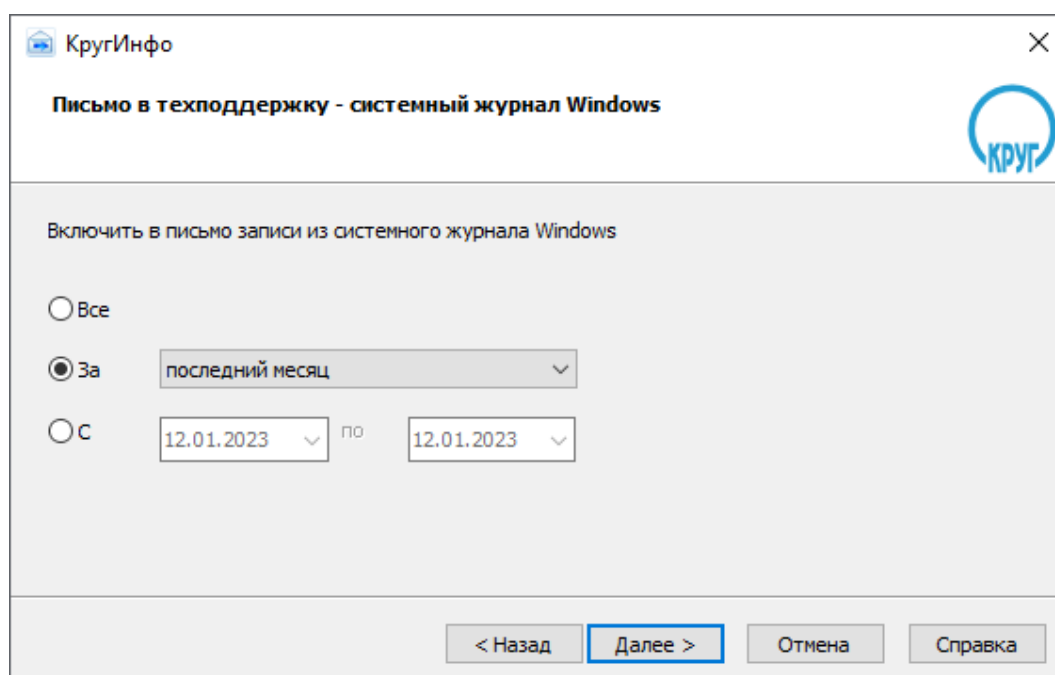 КругИнфо
Письмо в техподдержку - системный журнал Windows
КРУГ
Включить в письмо записи из системного журнала Windows
Все
За последний месяц
С 12.01.2023 по 12.01.2023
< Назад Далее > Отмена Справка